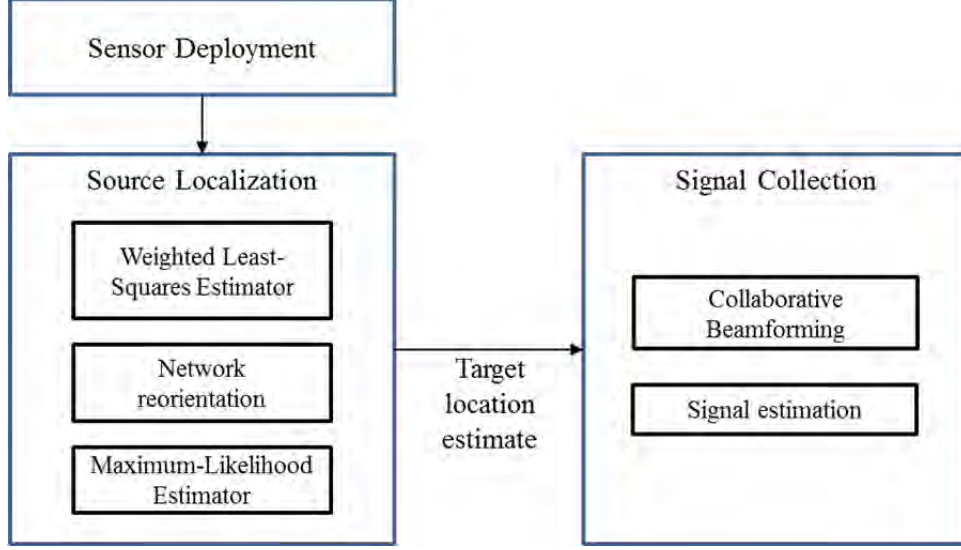 Sensor Deployment
Source Localization
Weighted Least-
Squares Estimator
Network
reorientation
Maximum-Likelihood
Estimator
Target
location
estimate
Signal Collection
Collaborative
Beamforming
Signal estimation